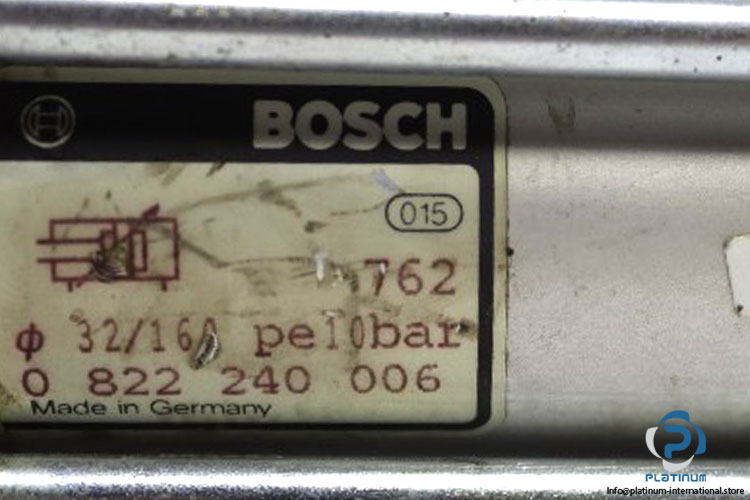 BOSCH
015
762
ϕ 32/160 pe10bar
0 822 240 006
Made in Germany
PLATINUM
Info@platinum-international.store